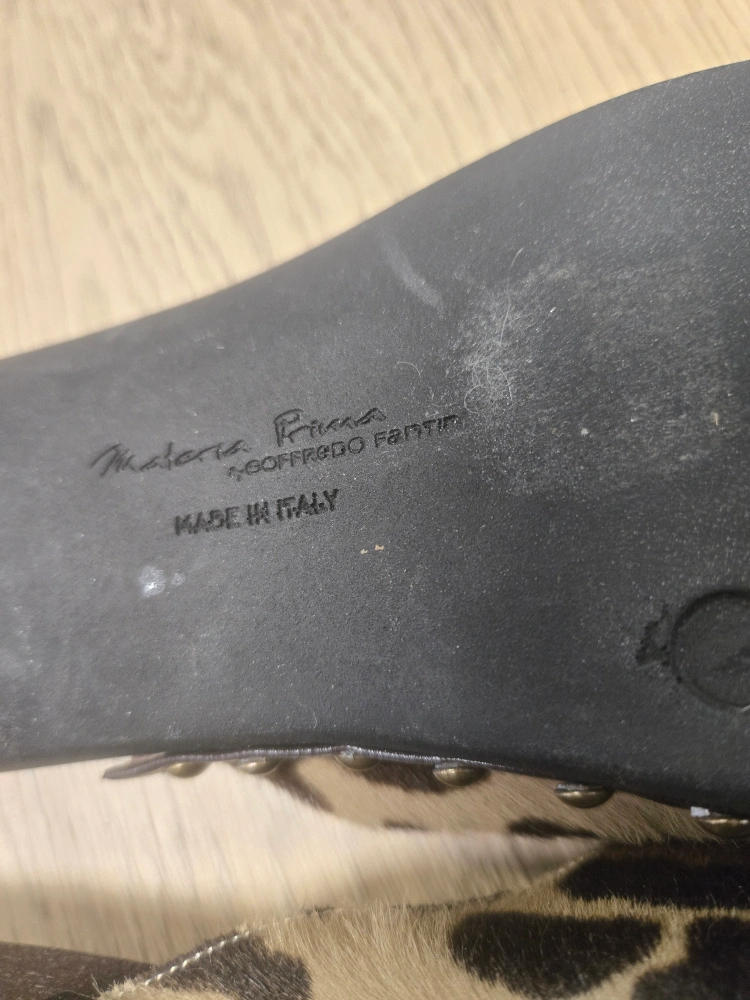 Materia Prima
by GOFFREDO FANTINI
MADE IN ITALY